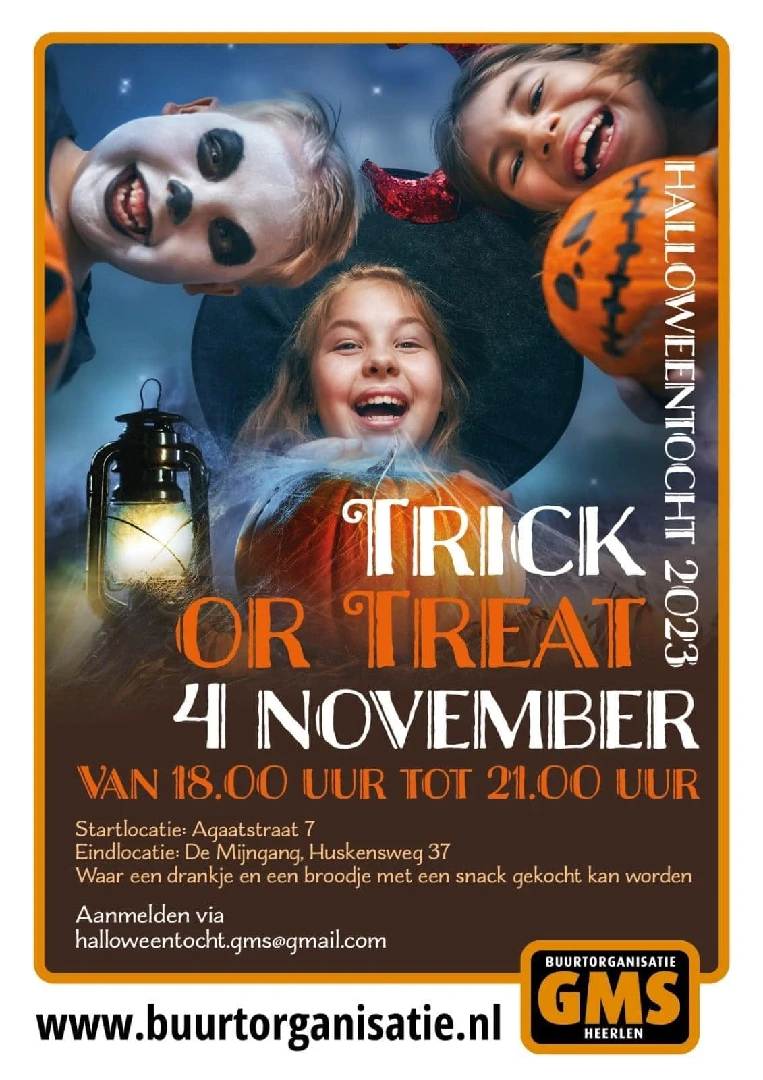 HALLOWEENTOCHT 2023
TRICK
OR TREAT
4 NOVEMBER
VAN 18.00 UUR TOT 21.00 UUR
Startlocatie: Agaatstraat 7
Eindlocatie: De Mijngang, Huskensweg 37
Waar een drankje en een broodje met een snack gekocht kan worden
Aanmelden via
halloweentocht.gms@gmail.com
www.buurtorganisatie.nl
BUURTORGANISATIE
GMS
HEERLEN